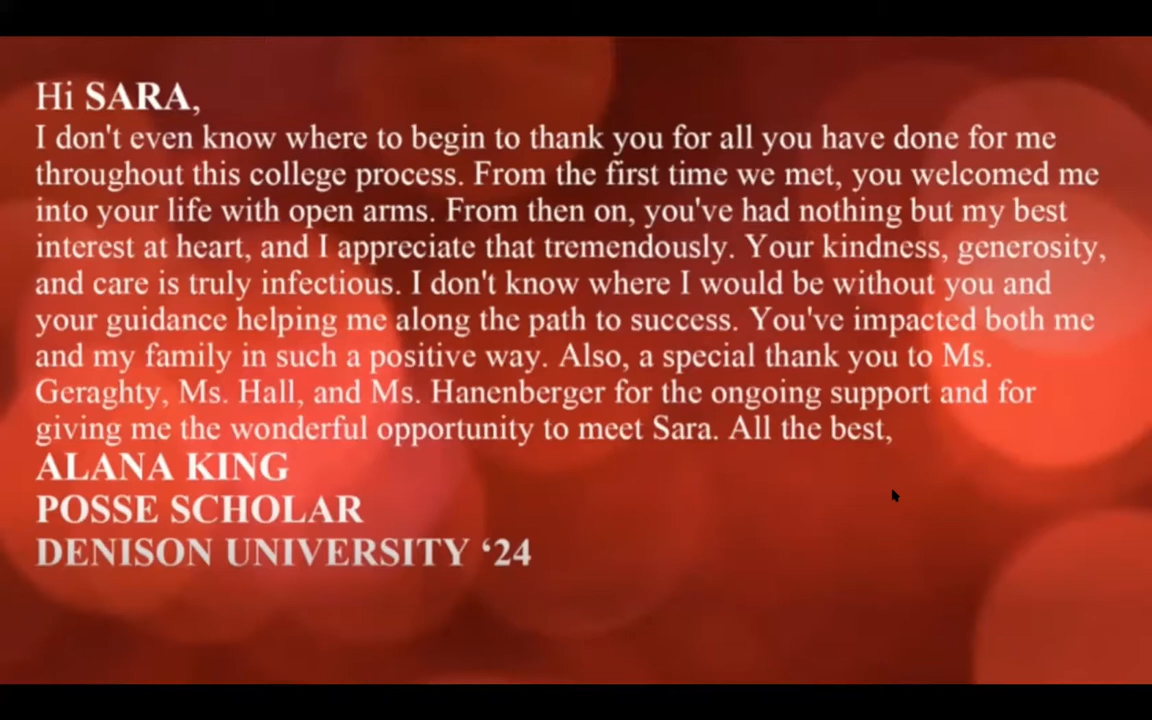 Hi SARA,
I don't even know where to begin to thank you for all you have done for me
throughout this college process. From the first time we met, you welcomed me
into your life with open arms. From then on, you've had nothing but my best
interest at heart, and I appreciate that tremendously. Your kindness, generosity,
and care is truly infectious. I don't know where I would be without you and
your guidance helping me along the path to success. You've impacted both me
and my family in such a positive way. Also, a special thank you to Ms.
Geraghty, Ms. Hall, and Ms. Hanenberger for the ongoing support and for
giving me the wonderful opportunity to meet Sara. All the best,
ALANA KING
POSSE SCHOLAR
DENISON UNIVERSITY ‘24